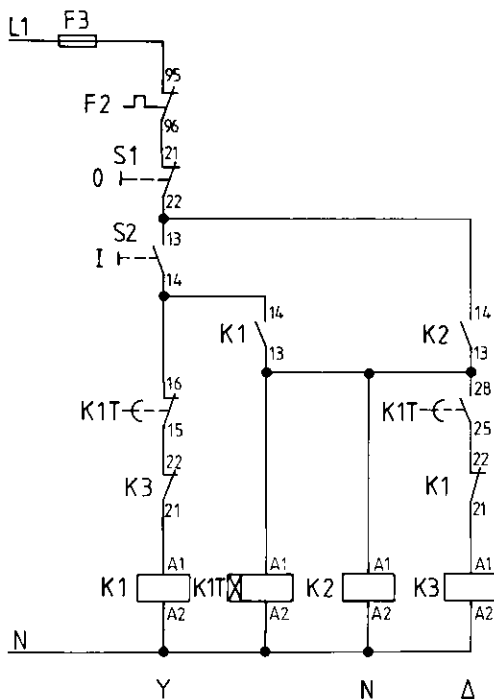 L1 F3
95
F2
96
21
S1
0
22
S2 13
I
14
14 14
K1 K2
13 13
16 28
K1T K1T
15 25
22 22
K3 K1
21 21
A1 A1 A1 A1
K1 K1T K2 K3
A2 A2 A2 A2
N
Y N Δ